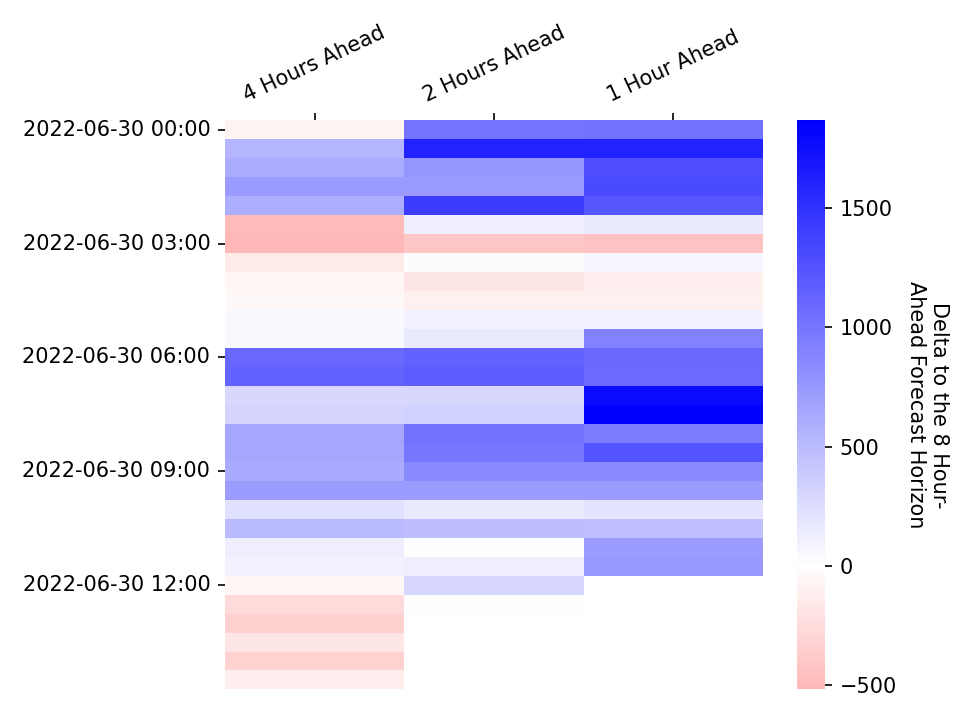 4 Hours Ahead
2 Hours Ahead
1 Hour Ahead
2022-06-30 00:00
2022-06-30 03:00
2022-06-30 06:00
2022-06-30 09:00
2022-06-30 12:00
1500
1000
500
0
−500
Delta to the 8 Hour-
Ahead Forecast Horizon